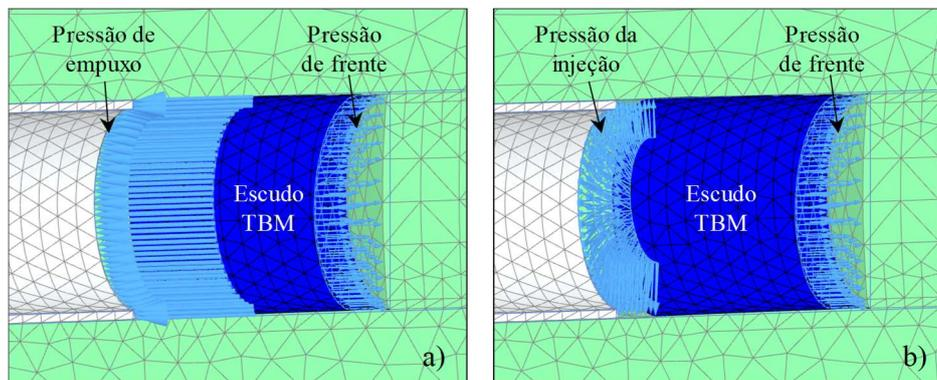 Pressão de
empuxo
Pressão
de frente
Escudo
TBM
a)
Pressão da
injeção
Pressão
de frente
Escudo
TBM
b)